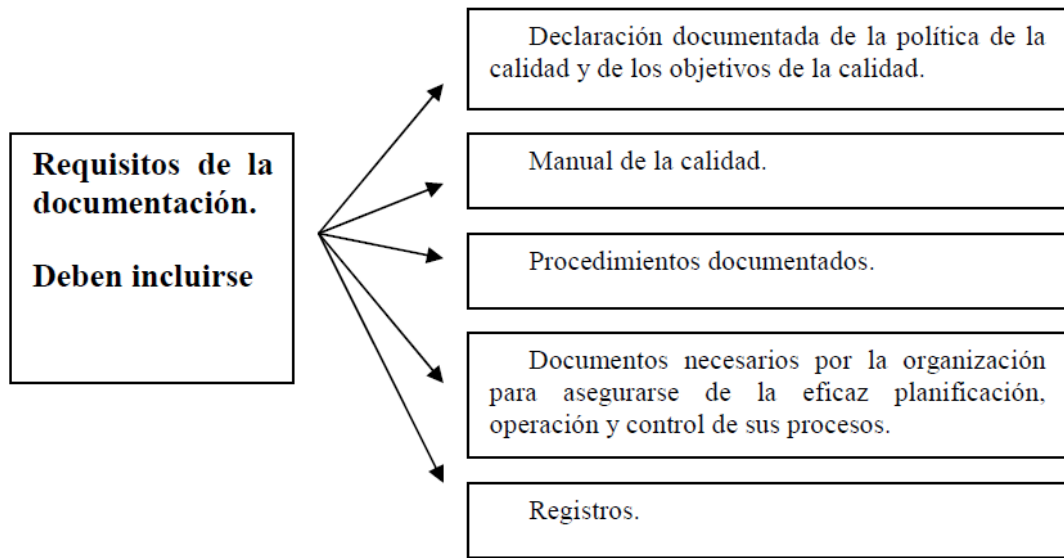 Requisitos de la
documentación.
Deben incluirse
Declaración documentada de la política de la
calidad y de los objetivos de la calidad.
Manual de la calidad.
Procedimientos documentados.
Documentos necesarios por la organización
para asegurarse de la eficaz planificación,
operación y control de sus procesos.
Registros.